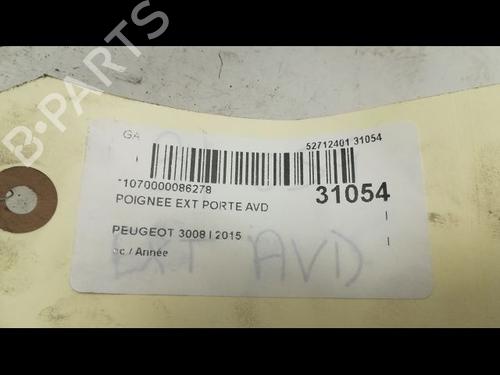 B-PARTS
GA
52712401 31054
*1070000086278
31054
POIGNEE EXT PORTE AVD
PEUGEOT 3008 I 2015
cc / Année
EXT AVD